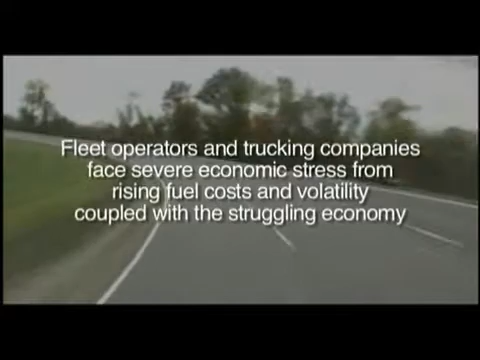 Fleet operators and trucking companies
face severe economic stress from
rising fuel costs and volatility
coupled with the struggling economy